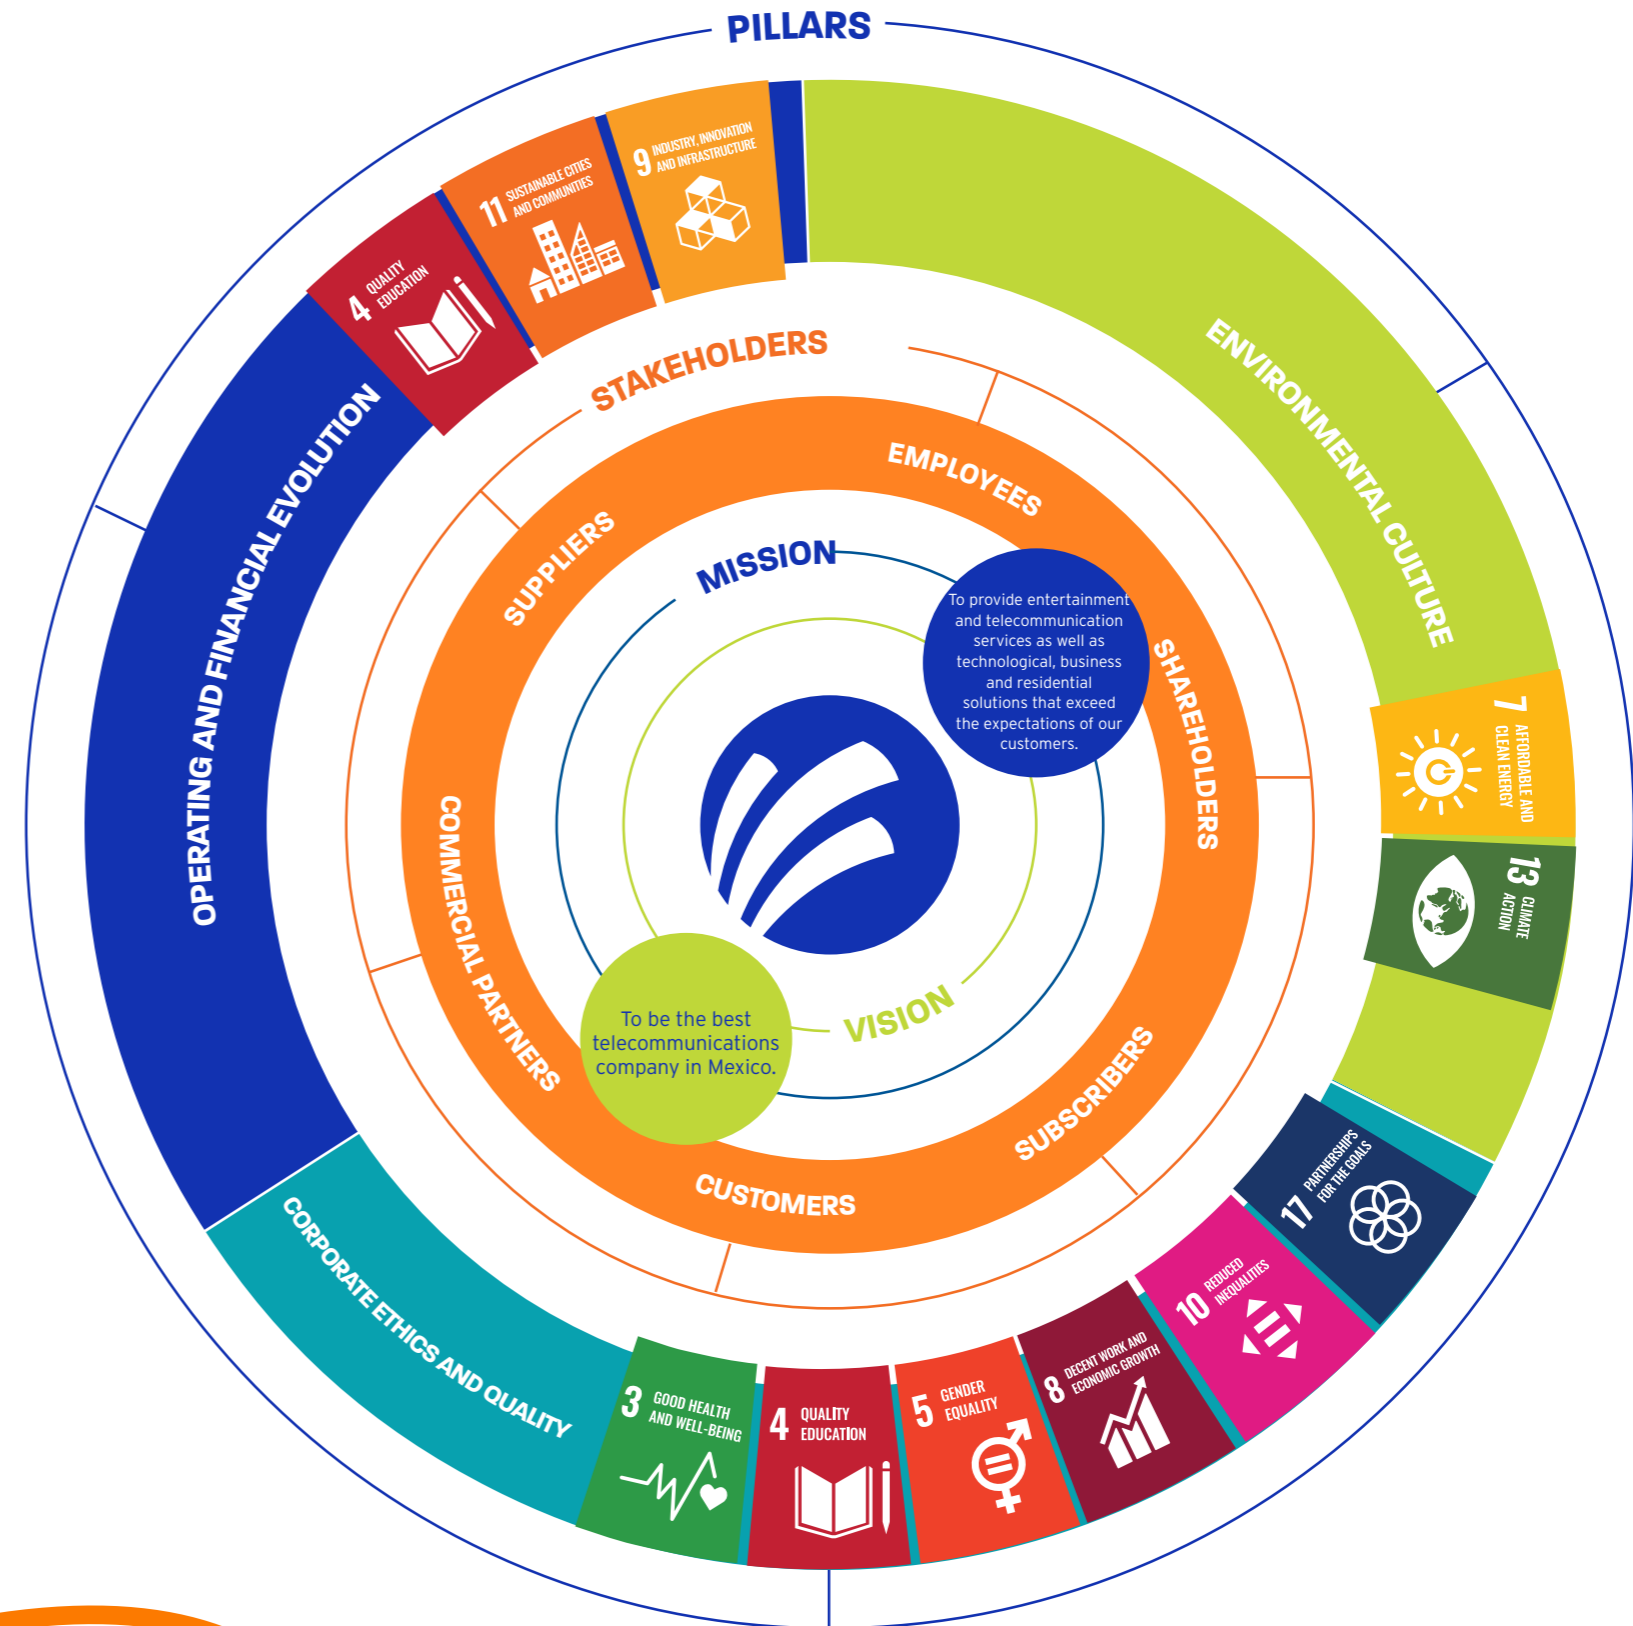 PILLARS
OPERATING AND FINANCIAL EVOLUTION
4 QUALITY
EDUCATION
11 SUSTAINABLE CITIES
AND COMMUNITIES
9 INDUSTRY, INNOVATION
AND INFRASTRUCTURE
ENVIRONMENTAL CULTURE
7 AFFORDABLE AND
CLEAN ENERGY
13 CLIMATE
ACTION
CORPORATE ETHICS AND QUALITY
3 GOOD HEALTH
AND WELL-BEING
4 QUALITY
EDUCATION
5 GENDER
EQUALITY
8 DECENT WORK AND
ECONOMIC GROWTH
10 REDUCED
INEQUALITIES
17 PARTNERSHIPS
FOR THE GOALS
STAKEHOLDERS
EMPLOYEES
SHAREHOLDERS
SUBSCRIBERS
CUSTOMERS
COMMERCIAL PARTNERS
SUPPLIERS
MISSION
To provide entertainment
and telecommunication
services as well as
technological, business
and residential
solutions that exceed
the expectations of our
customers.
VISION
To be the best
telecommunications
company in Mexico.